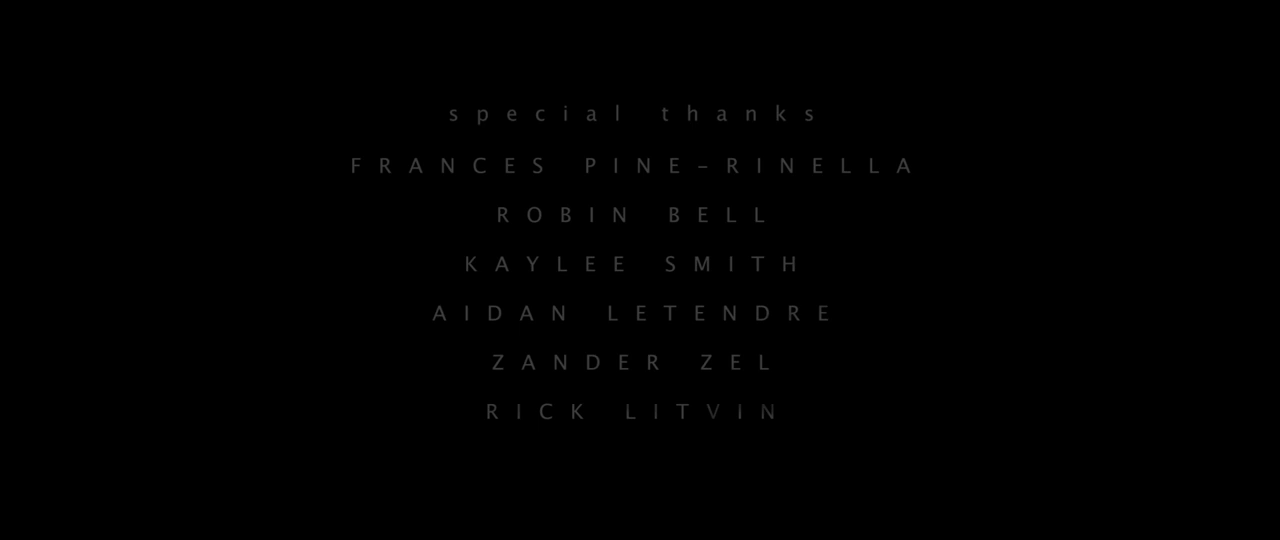 special thanks
FRANCES PINE-RINELLA
ROBIN BELL
KAYLEE SMITH
AIDAN LETENDRE
ZANDER ZEL
RICK LITVIN